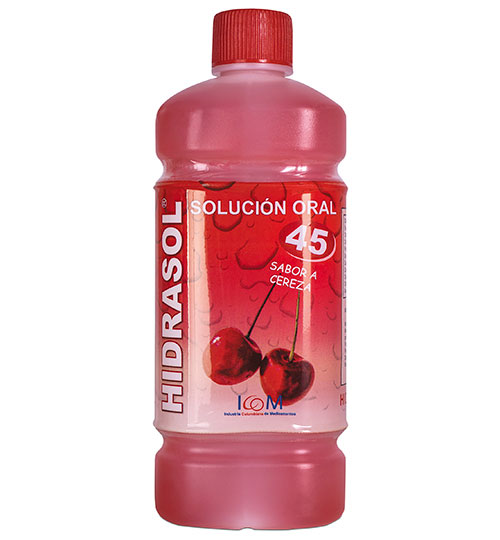 HIDRASOL®
SOLUCIÓN ORAL
45
SABOR A
CEREZA
ICOM
Industria Colombiana de Medicamentos